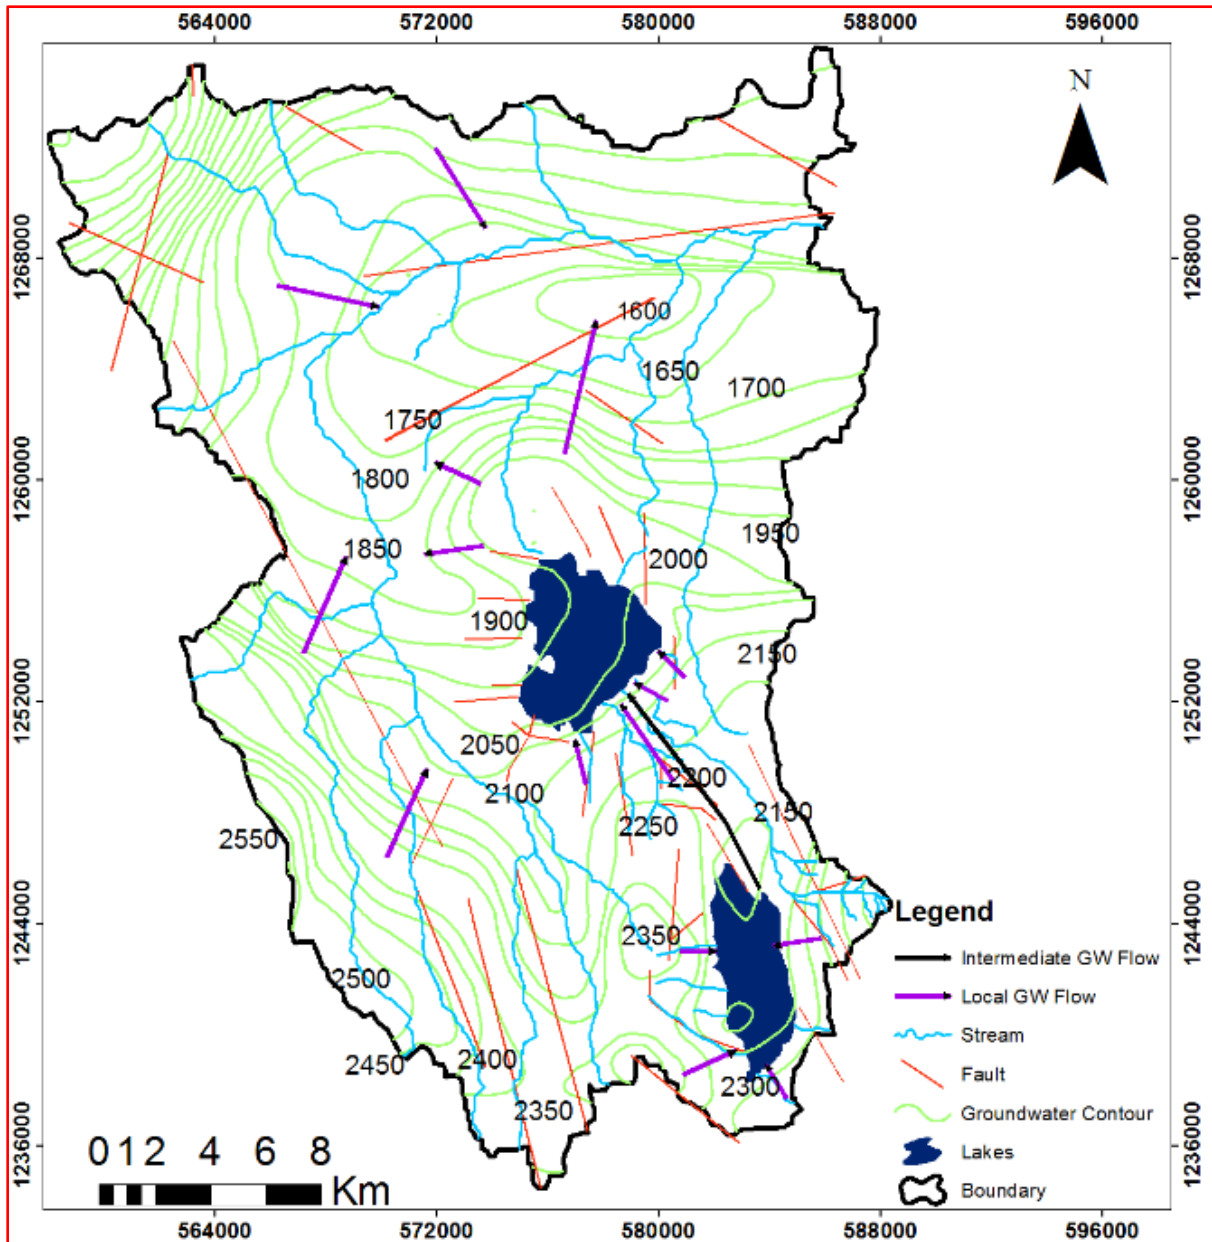 564000 572000 580000 588000 596000
N
1268000 1268000
1600
1650
1700
1750
1800
1260000 1260000
1950
1850
2000
1900
2150
1252000 1252000
2050
2200
2100
2150
2250
2550
1244000 1244000
Legend
2350
Intermediate GW Flow
2500
Local GW Flow
Stream
2450
2400
2300
Fault
2350
Groundwater Contour
1236000 1236000
Lakes
0 1 2 4 6 8
Km
Boundary
564000 572000 580000 588000 596000